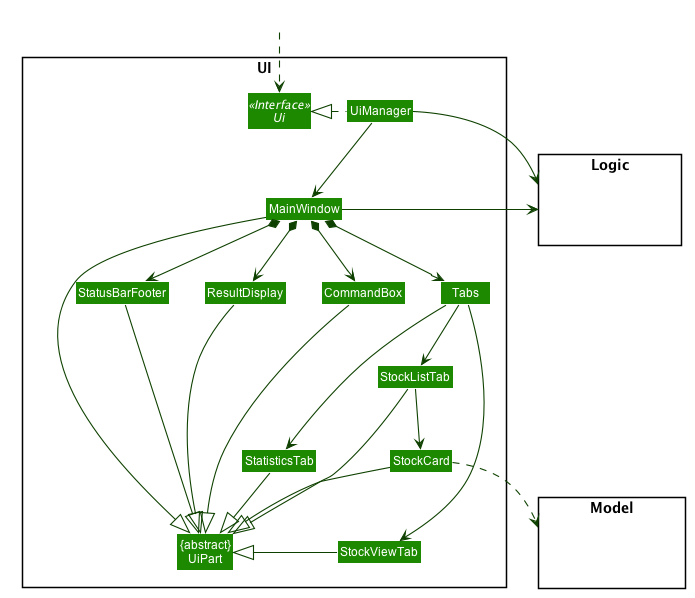 UI
«Interface»
Ui
UiManager
Logic
MainWindow
StatusBarFooter
ResultDisplay
CommandBox
Tabs
StockListTab
StatisticsTab
StockCard
Model
{abstract}
UiPart
StockViewTab